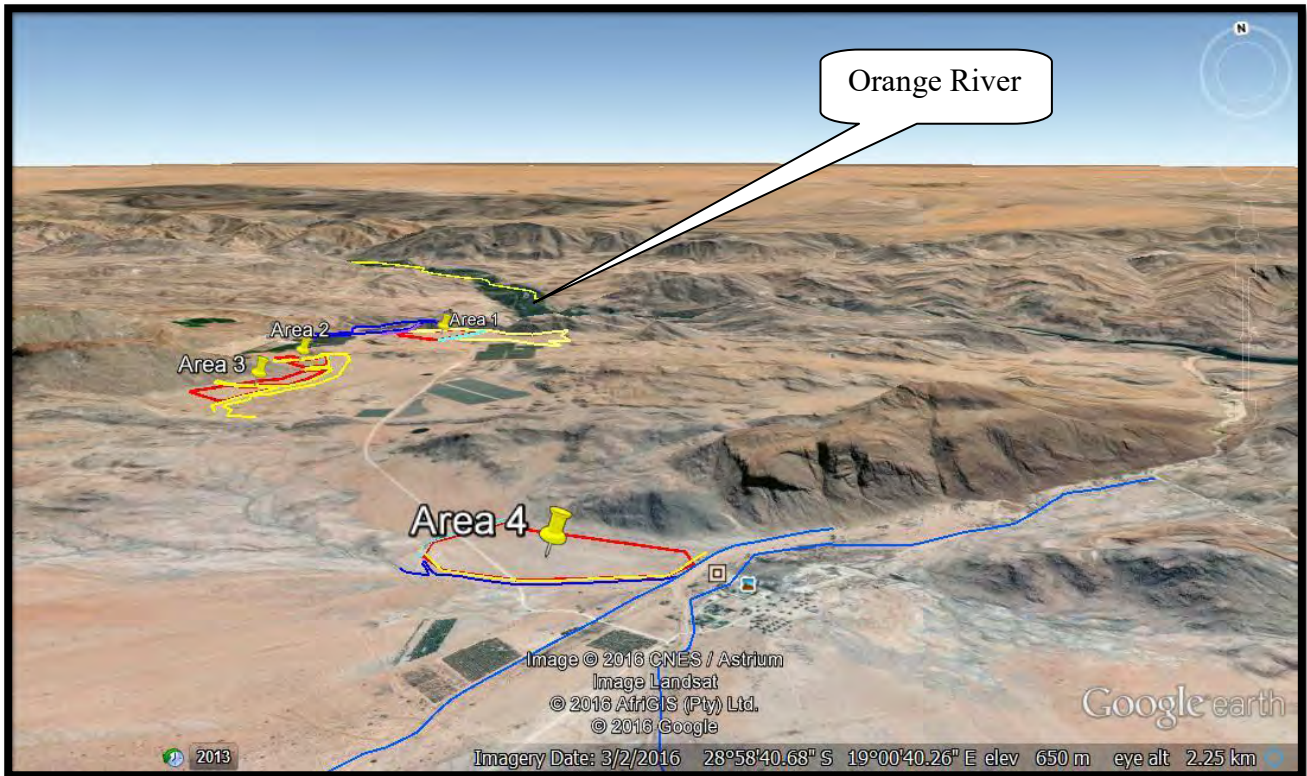 N
Orange River
Area 1
Area 2
Area 3
Area 4
Image © 2016 CNES / Astrium
Image Landsat
© 2016 AfriGIS (Pty) Ltd.
© 2016 Google
Google earth
2013
Imagery Date: 3/2/2016 28°58'40.68" S 19°00'40.26" E elev 650 m eye alt 2.25 km